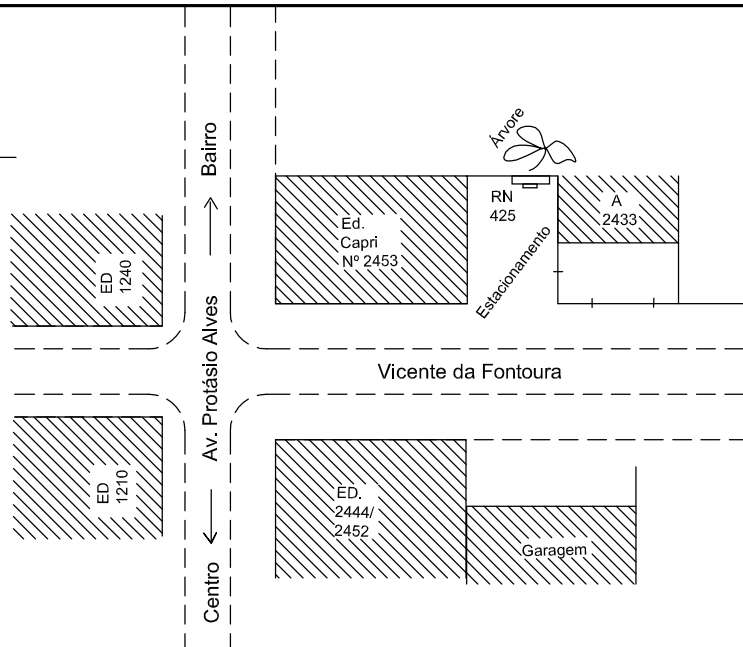 Bairro
Árvore
RN
425
A
2433
Ed.
Capri
Nº 2453
Estacionamento
ED
1240
Av. Protásio Alves
Vicente da Fontoura
ED
1210
ED.
2444/
2452
Garagem
Centro